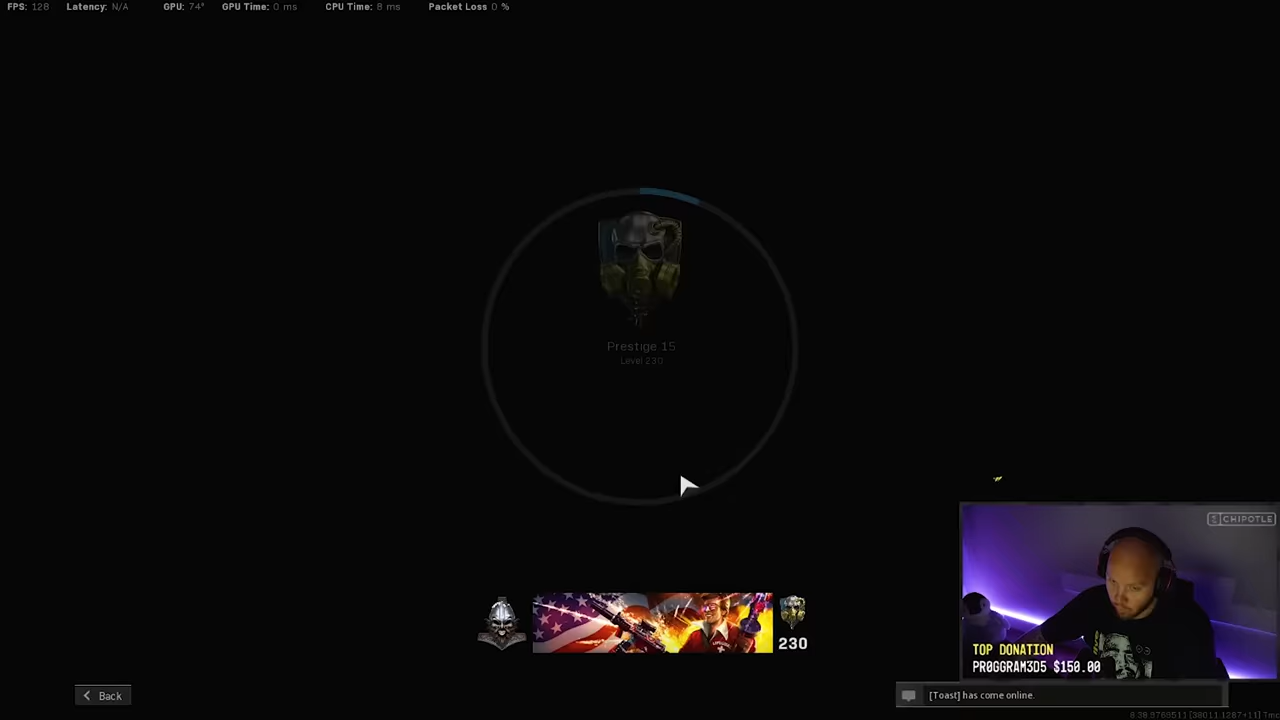 FPS: 128 Latency: N/A GPU: 74° GPU Time: 0 ms CPU Time: 8 ms Packet Loss 0 %
Prestige 15
Level 230
CHIPOTLE
230
TOP DONATION
PR0GGRAM3D5 $150.00
Back
[Toast] has come online.